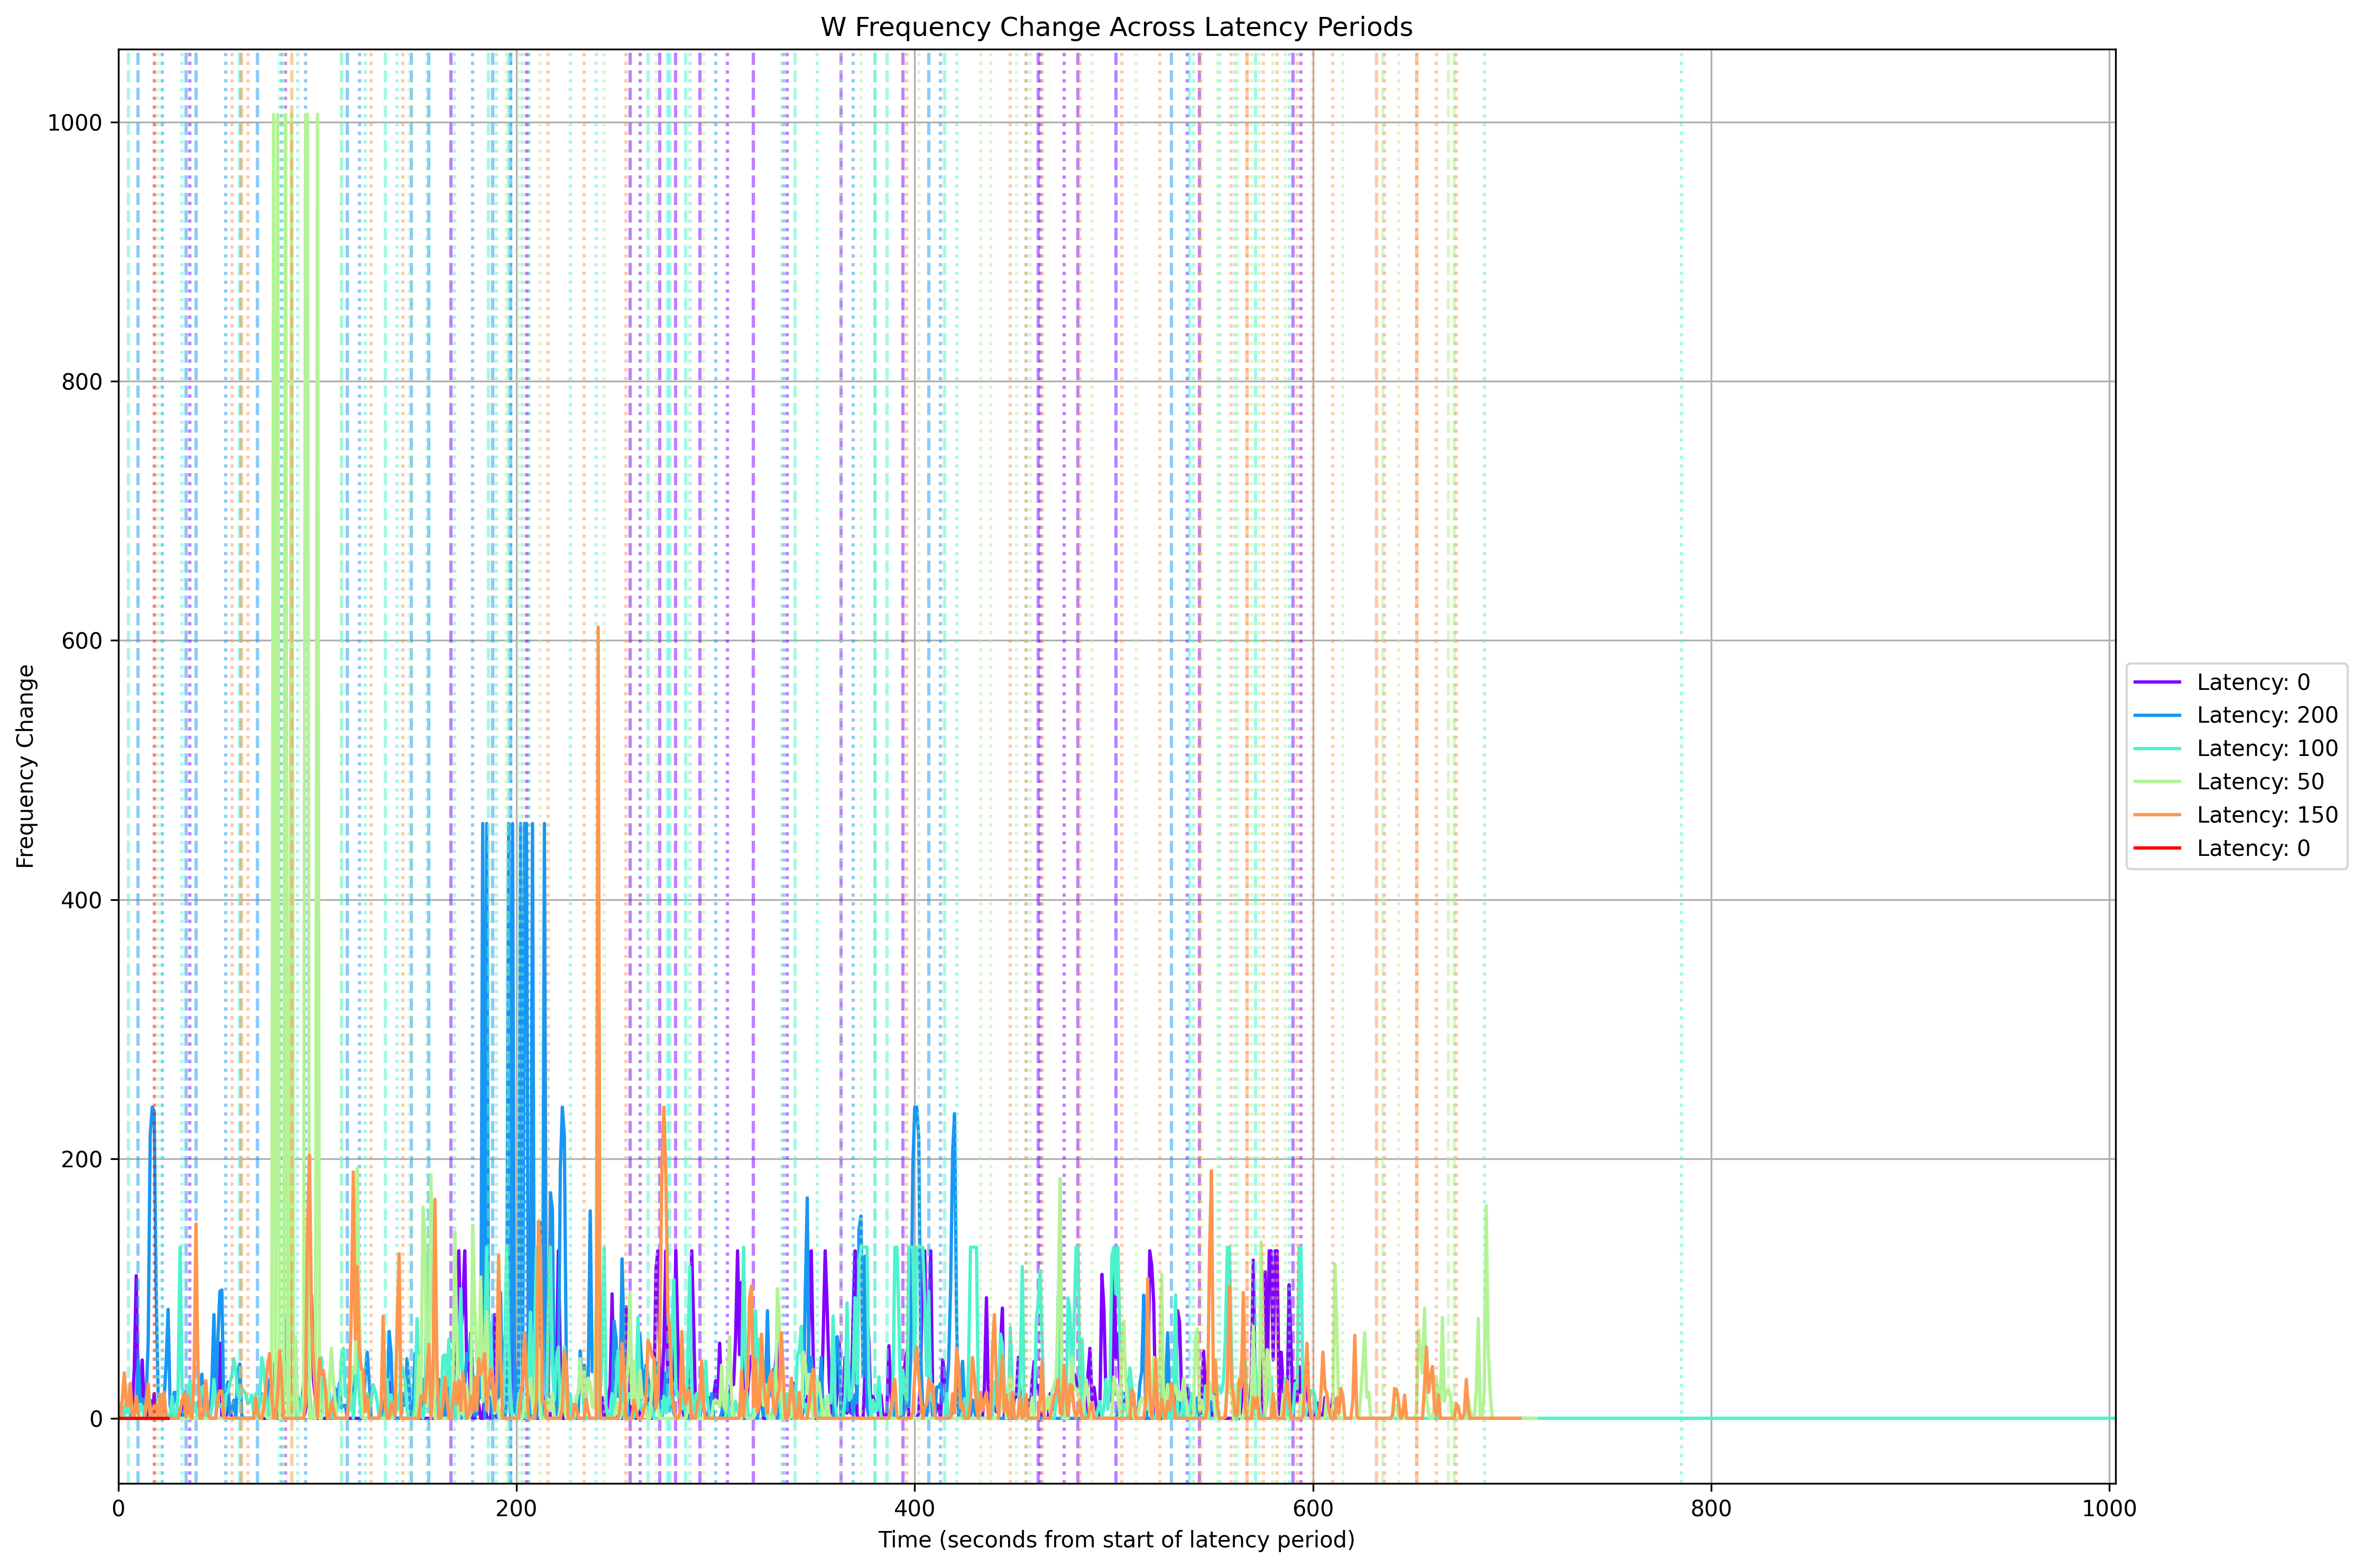 W Frequency Change Across Latency Periods
Frequency Change
1000
800
600
400
200
0
0 200 400 600 800 1000
Time (seconds from start of latency period)
Latency: 0
Latency: 200
Latency: 100
Latency: 50
Latency: 150
Latency: 0